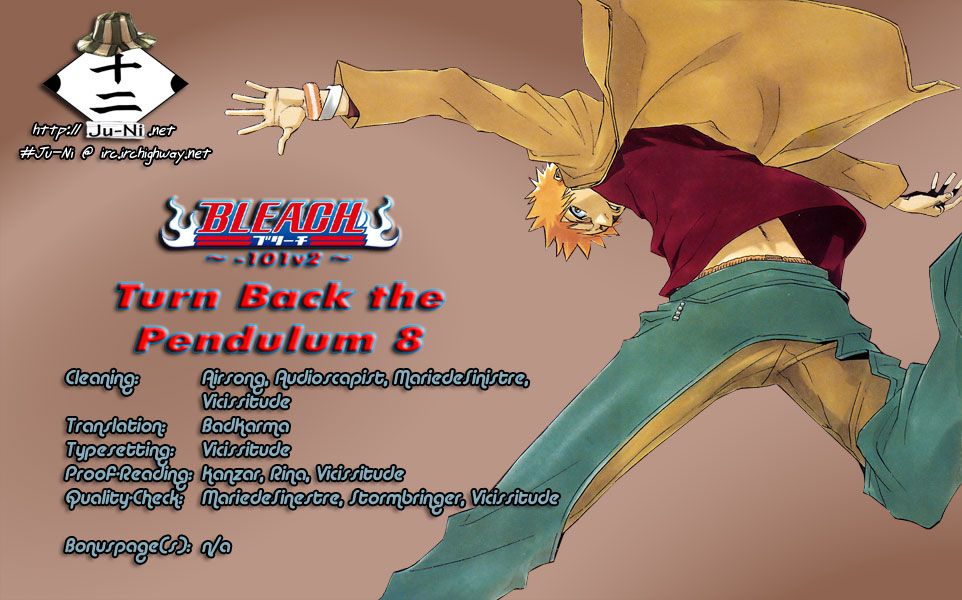 十
二
http:// Ju-Ni .net
#Ju-Ni @ irc.irchighway.net
BLEACH
ブリーチ
~ -101v2 ~
Turn Back the
Pendulum 8
Cleaning: Airsong, Audioscapist, MariedeSinistre,
Vicissitude
Translation: BadKarma
Typesetting: Vicissitude
Proof-Reading: Kanzar, Rina, Vicissitude
Quality-Check: MariedeSinestre, Stormbringer, Vicissitude
Bonuspage(s): n/a